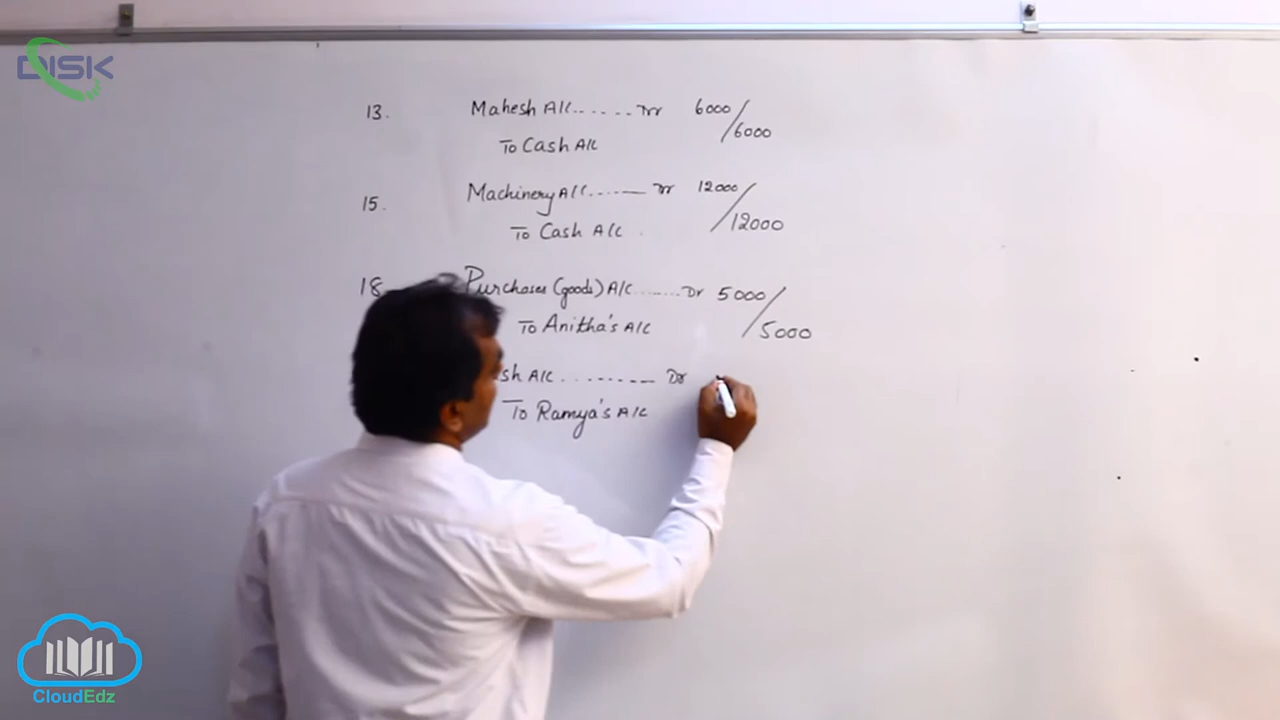 DISK
13. Mahesh A/C....... Dr 6000/
To Cash A/C 6000
15. Machinery A/C....... Dr 12000/
To Cash A/C 12000
18. Purchases (goods) A/C....... Dr 5000/
To Anitha's A/C 5000
A/C......... Dr
To Ramya's A/C
CloudEdz